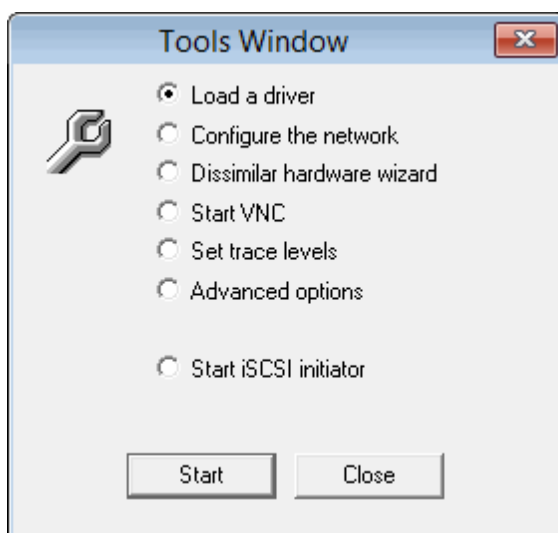 Tools Window
Load a driver
Configure the network
Dissimilar hardware wizard
Start VNC
Set trace levels
Advanced options
Start iSCSI initiator
Start
Close